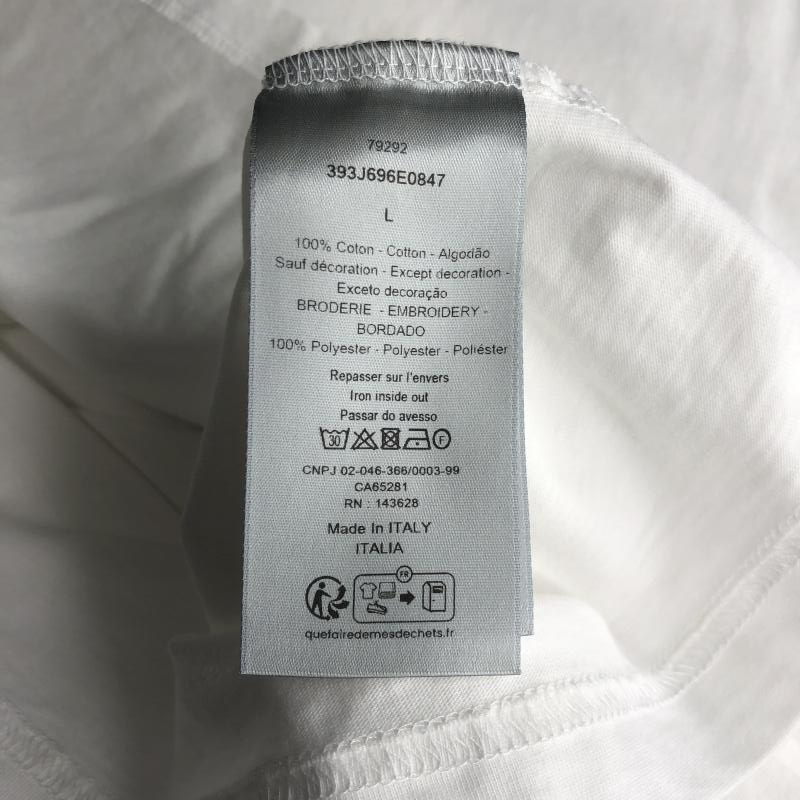 79292
393J696E0847
L
100% Coton - Cotton - Algodão
Sauf décoration - Except decoration -
Exceto decoração
BRODERIE - EMBROIDERY -
BORDADO
100% Polyester - Polyester - Poliéster
Repasser sur l'envers
Iron inside out
Passar do avesso
30 F
CNPJ 02-046-366/0003-99
CA65281
RN : 143628
Made In ITALY
ITALIA
FR
quefairedemesdechets.fr